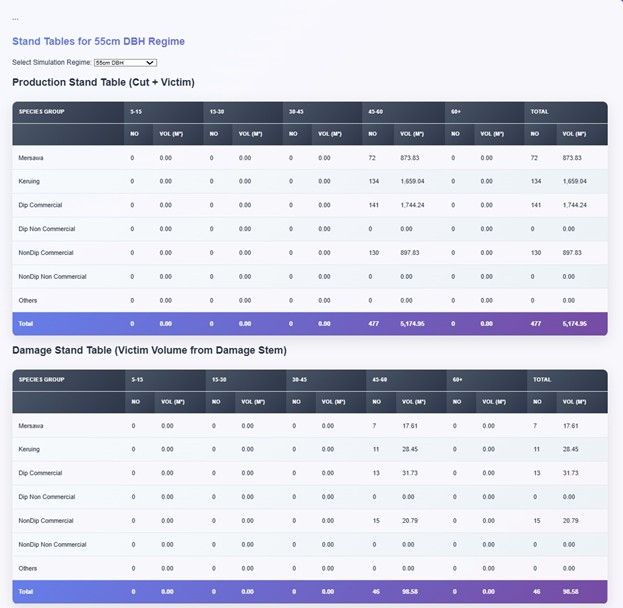 ...
Stand Tables for 55cm DBH Regime
Select Simulation Regime: 55cm DBH
Production Stand Table (Cut + Victim)
SPECIES GROUP 5-15 15-30 30-45 45-60 60+ TOTAL
NO VOL (M³) NO VOL (M³) NO VOL (M³) NO VOL (M³) NO VOL (M³) NO VOL (M³)
Mersawa 0 0.00 0 0.00 0 0.00 72 873.83 0 0.00 72 873.83
Keruing 0 0.00 0 0.00 0 0.00 134 1,659.04 0 0.00 134 1,659.04
Dip Commercial 0 0.00 0 0.00 0 0.00 141 1,744.24 0 0.00 141 1,744.24
Dip Non Commercial 0 0.00 0 0.00 0 0.00 0 0.00 0 0.00 0 0.00
NonDip Commercial 0 0.00 0 0.00 0 0.00 130 897.83 0 0.00 130 897.83
NonDip Non Commercial 0 0.00 0 0.00 0 0.00 0 0.00 0 0.00 0 0.00
Others 0 0.00 0 0.00 0 0.00 0 0.00 0 0.00 0 0.00
Total 0 0.00 0 0.00 0 0.00 477 5,174.95 0 0.00 477 5,174.95
Damage Stand Table (Victim Volume from Damage Stem)
SPECIES GROUP 5-15 15-30 30-45 45-60 60+ TOTAL
NO VOL (M³) NO VOL (M³) NO VOL (M³) NO VOL (M³) NO VOL (M³) NO VOL (M³)
Mersawa 0 0.00 0 0.00 0 0.00 7 17.61 0 0.00 7 17.61
Keruing 0 0.00 0 0.00 0 0.00 11 28.45 0 0.00 11 28.45
Dip Commercial 0 0.00 0 0.00 0 0.00 13 31.73 0 0.00 13 31.73
Dip Non Commercial 0 0.00 0 0.00 0 0.00 0 0.00 0 0.00 0 0.00
NonDip Commercial 0 0.00 0 0.00 0 0.00 15 20.79 0 0.00 15 20.79
NonDip Non Commercial 0 0.00 0 0.00 0 0.00 0 0.00 0 0.00 0 0.00
Others 0 0.00 0 0.00 0 0.00 0 0.00 0 0.00 0 0.00
Total 0 0.00 0 0.00 0 0.00 46 98.58 0 0.00 46 98.58